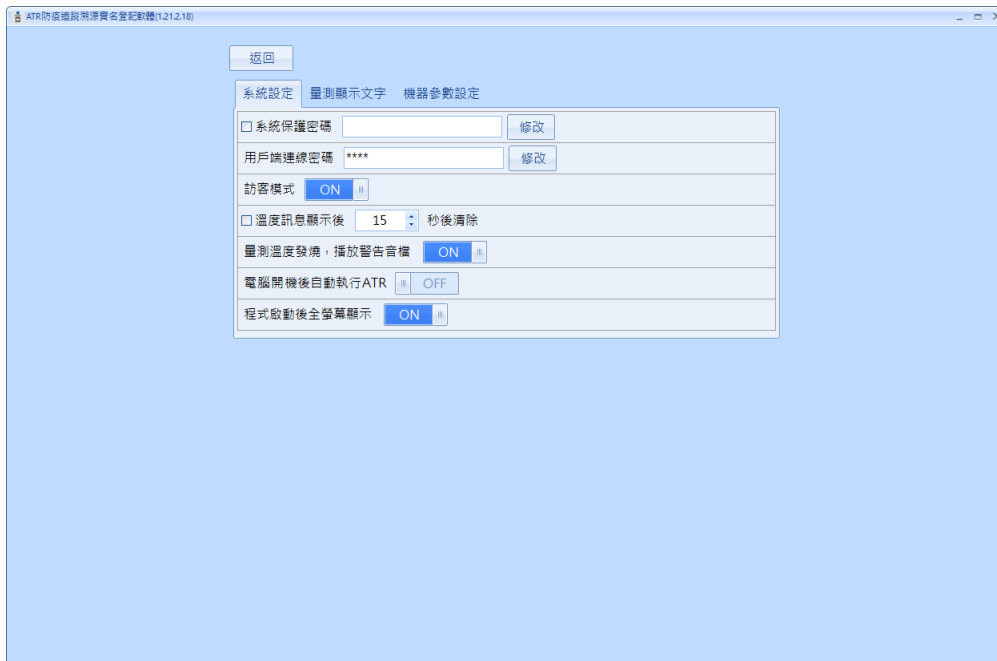 ATR防疫追蹤溯源實名登記軟體(1.21.2.18)
返回
系統設定 量測顯示文字 機器參數設定
系統保護密碼 修改
用戶端連線密碼 **** 修改
訪客模式 ON
溫度訊息顯示後 15 秒後清除
量測溫度發燒，播放警告音檔 ON
電腦開機後自動執行ATR OFF
程式啟動後全螢幕顯示 ON